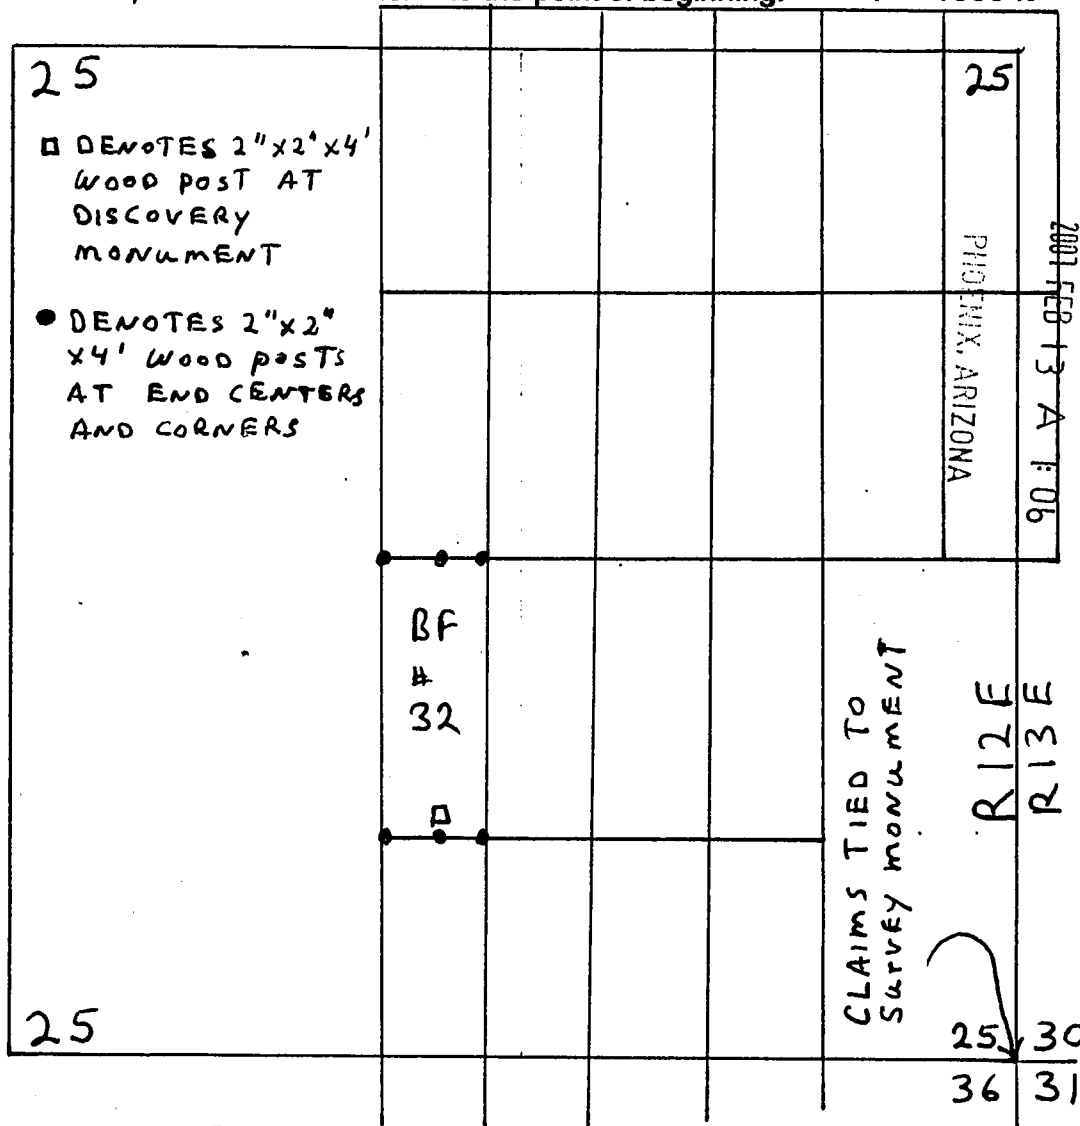 to the point of beginning.
25
25
□ DENOTES 2"x2"x4'
WOOD POST AT
DISCOVERY
MONUMENT
● DENOTES 2"x2"
x4' WOOD POSTS
AT END CENTERS
AND CORNERS
2001 FEB 13 A 1:06
PHOENIX, ARIZONA
BF
#
32
CLAIMS TIED TO
SURVEY MONUMENT
R12E
R13E
25
25 30
36 31